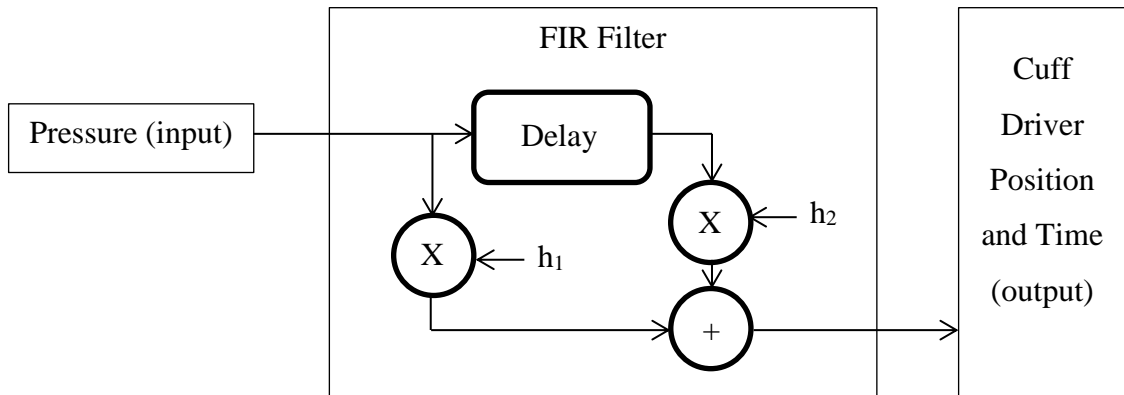 FIR Filter
Pressure (input)
Delay
X
h₂
X
h₁
+
Cuff
Driver
Position
and Time
(output)